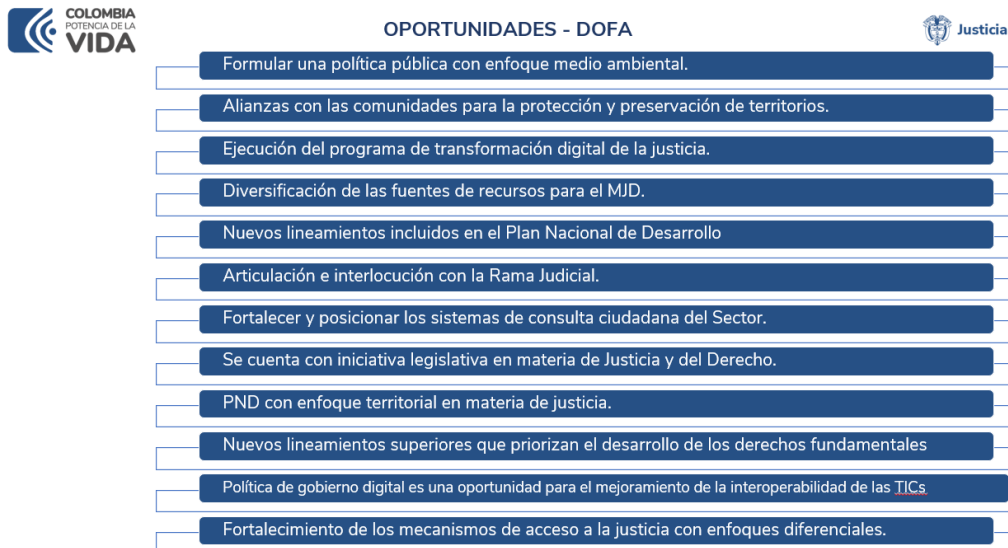 COLOMBIA
POTENCIA DE LA
VIDA
OPORTUNIDADES - DOFA
Justicia
Formular una política pública con enfoque medio ambiental.
Alianzas con las comunidades para la protección y preservación de territorios.
Ejecución del programa de transformación digital de la justicia.
Diversificación de las fuentes de recursos para el MJD.
Nuevos lineamientos incluidos en el Plan Nacional de Desarrollo
Articulación e interlocución con la Rama Judicial.
Fortalecer y posicionar los sistemas de consulta ciudadana del Sector.
Se cuenta con iniciativa legislativa en materia de Justicia y del Derecho.
PND con enfoque territorial en materia de justicia.
Nuevos lineamientos superiores que priorizan el desarrollo de los derechos fundamentales
Política de gobierno digital es una oportunidad para el mejoramiento de la interoperabilidad de las TICs
Fortalecimiento de los mecanismos de acceso a la justicia con enfoques diferenciales.